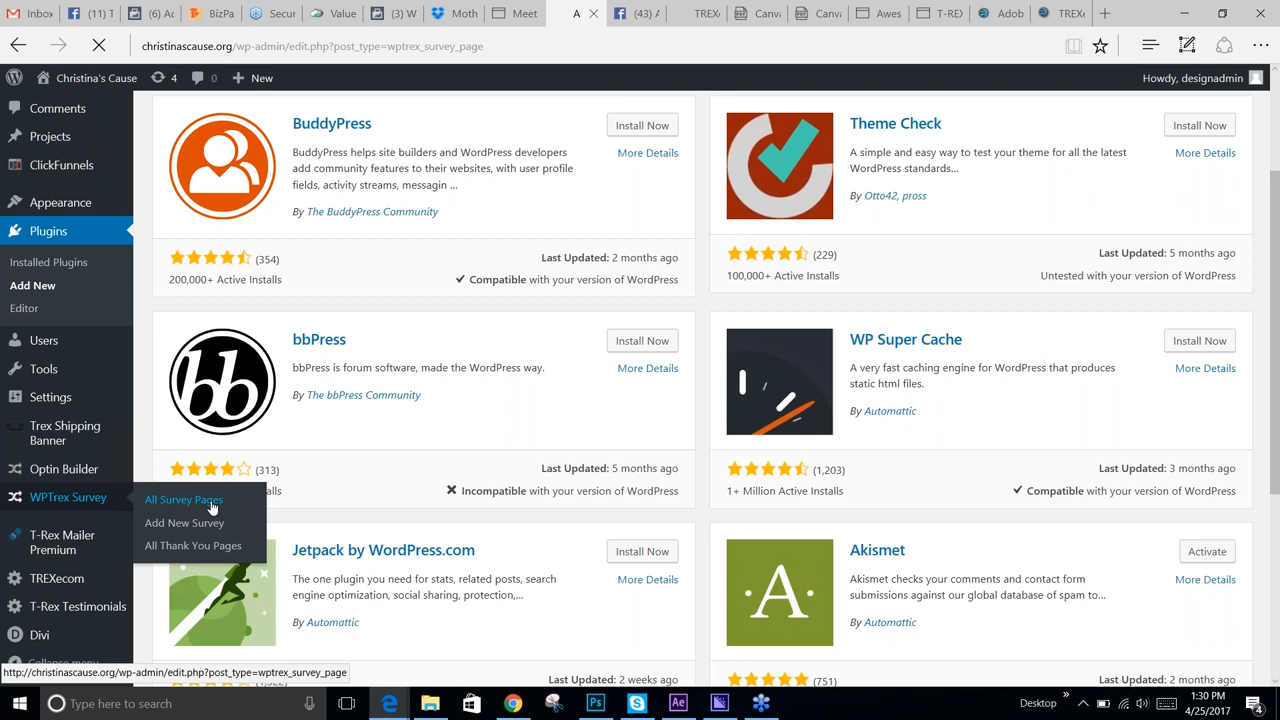 Inbox
(11) T
BizPa
Secur
Value
(3) W
Moth
Meet
A
(43) A
TREX
Canv
Canv
Awes
T-RE
Adob
TREX
christinascause.org/wp-admin/edit.php?post_type=wptrex_survey_page
Christina's Cause
4
0
New
Howdy, designadmin
Comments
Projects
ClickFunnels
Appearance
Plugins
Installed Plugins
Add New
Editor
Users
Tools
Settings
Trex Shipping
Banner
Optin Builder
WPTrex Survey
All Survey Pages
Add New Survey
All Thank You Pages
T-Rex Mailer
Premium
TREXecom
T-Rex Testimonials
Divi
Collapse menu
BuddyPress
Install Now
BuddyPress helps site builders and WordPress developers
More Details
add community features to their websites, with user profile
fields, activity streams, messagin ...
By The BuddyPress Community
(354)
Last Updated: 2 months ago
200,000+ Active Installs
Compatible with your version of WordPress
Theme Check
Install Now
A simple and easy way to test your theme for all the latest
More Details
WordPress standards...
By Otto42, pross
(229)
Last Updated: 5 months ago
100,000+ Active Installs
Untested with your version of WordPress
bb
bbPress
Install Now
bbPress is forum software, made the WordPress way.
More Details
By The bbPress Community
(313)
Last Updated: 5 months ago
alls
Incompatible with your version of WordPress
WP Super Cache
Install Now
A very fast caching engine for WordPress that produces
More Details
static html files.
By Automattic
(1,203)
Last Updated: 3 months ago
1+ Million Active Installs
Compatible with your version of WordPress
Jetpack by WordPress.com
Install Now
The one plugin you need for stats, related posts, search
More Details
engine optimization, social sharing, protection,...
By Automattic
Last Updated: 2 weeks ago
A
Akismet
Activate
Akismet checks your comments and contact form
More Details
submissions against our global database of spam to...
By Automattic
(751)
Last Updated: 5 months ago
http://christinascause.org/wp-admin/edit.php?post_type=wptrex_survey_page
Type here to search
Ps
Ae
Desktop
1:30 PM
4/25/2017
4